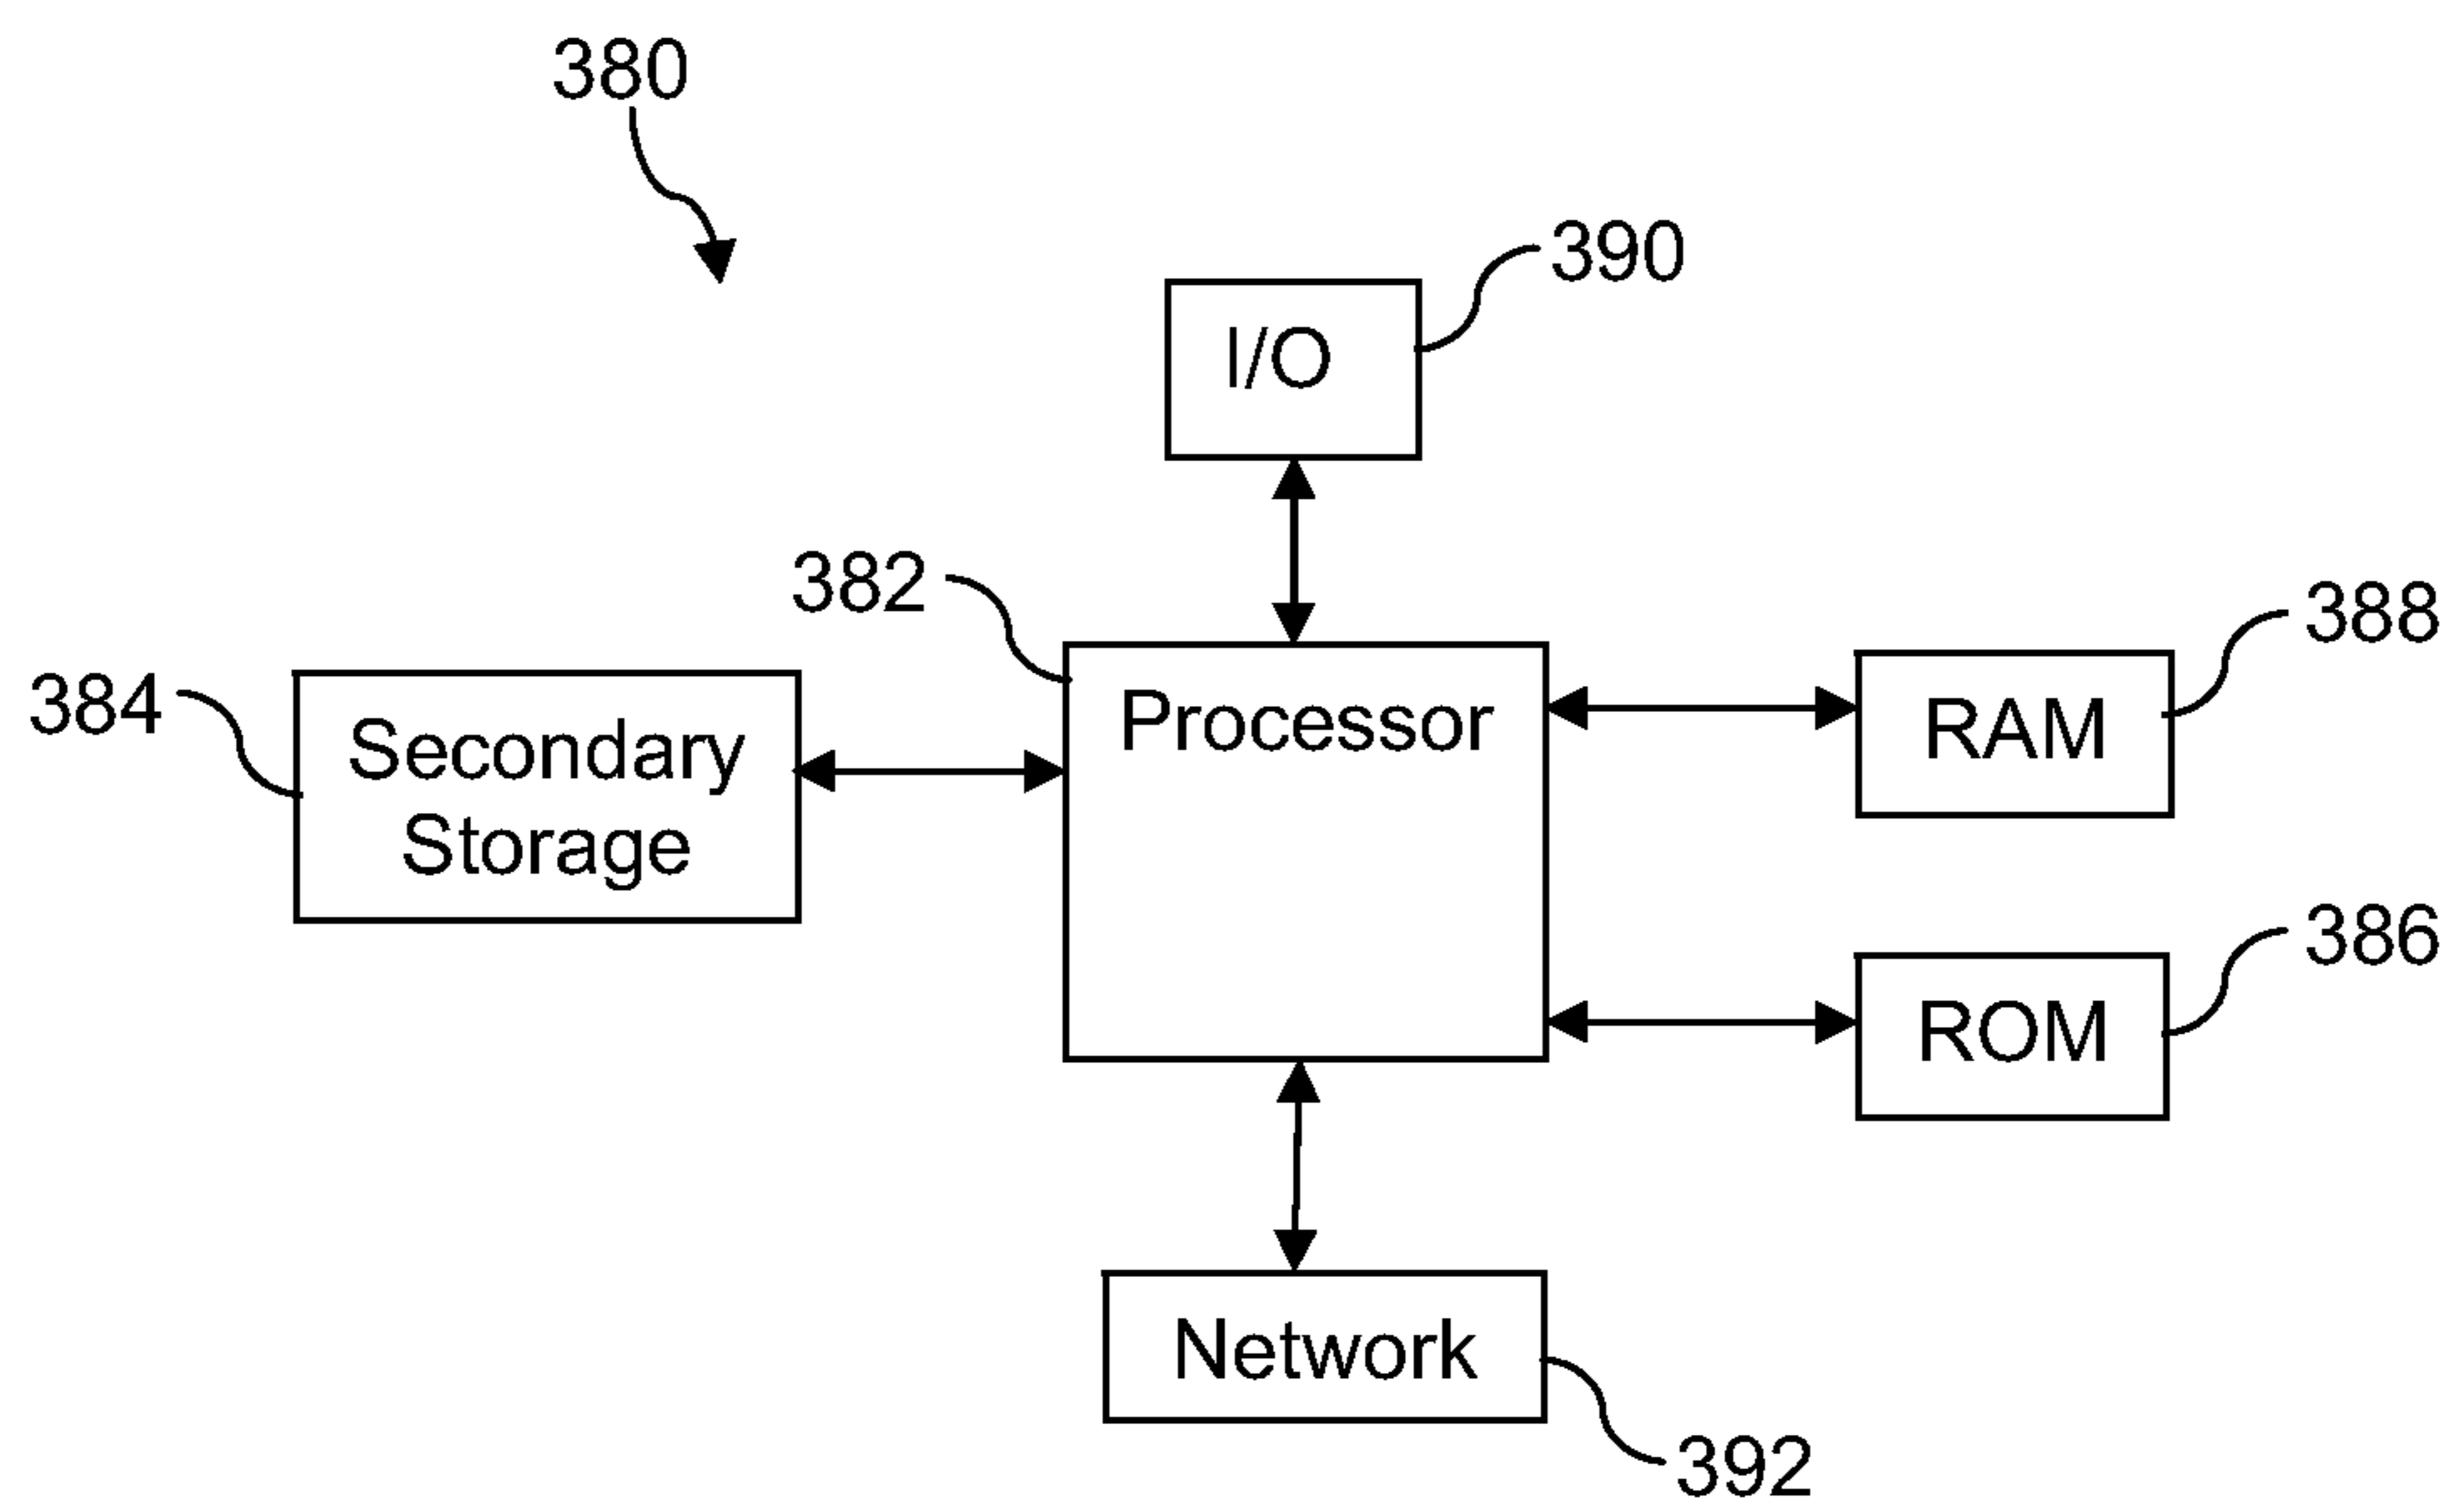 380
390
I/O
382
388
384
Processor
RAM
Secondary
Storage
386
ROM
Network
392